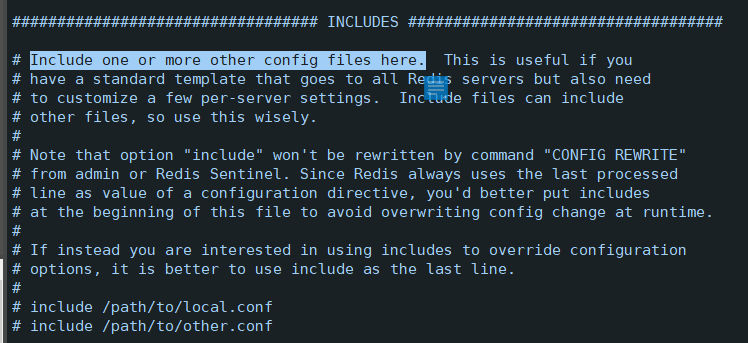 ################################## INCLUDES ###################################

# Include one or more other config files here.  This is useful if you
# have a standard template that goes to all Redis servers but also need
# to customize a few per-server settings.  Include files can include
# other files, so use this wisely.
#
# Note that option "include" won't be rewritten by command "CONFIG REWRITE"
# from admin or Redis Sentinel. Since Redis always uses the last processed
# line as value of a configuration directive, you'd better put includes
# at the beginning of this file to avoid overwriting config change at runtime.
#
# If instead you are interested in using includes to override configuration
# options, it is better to use include as the last line.
#
# include /path/to/local.conf
# include /path/to/other.conf